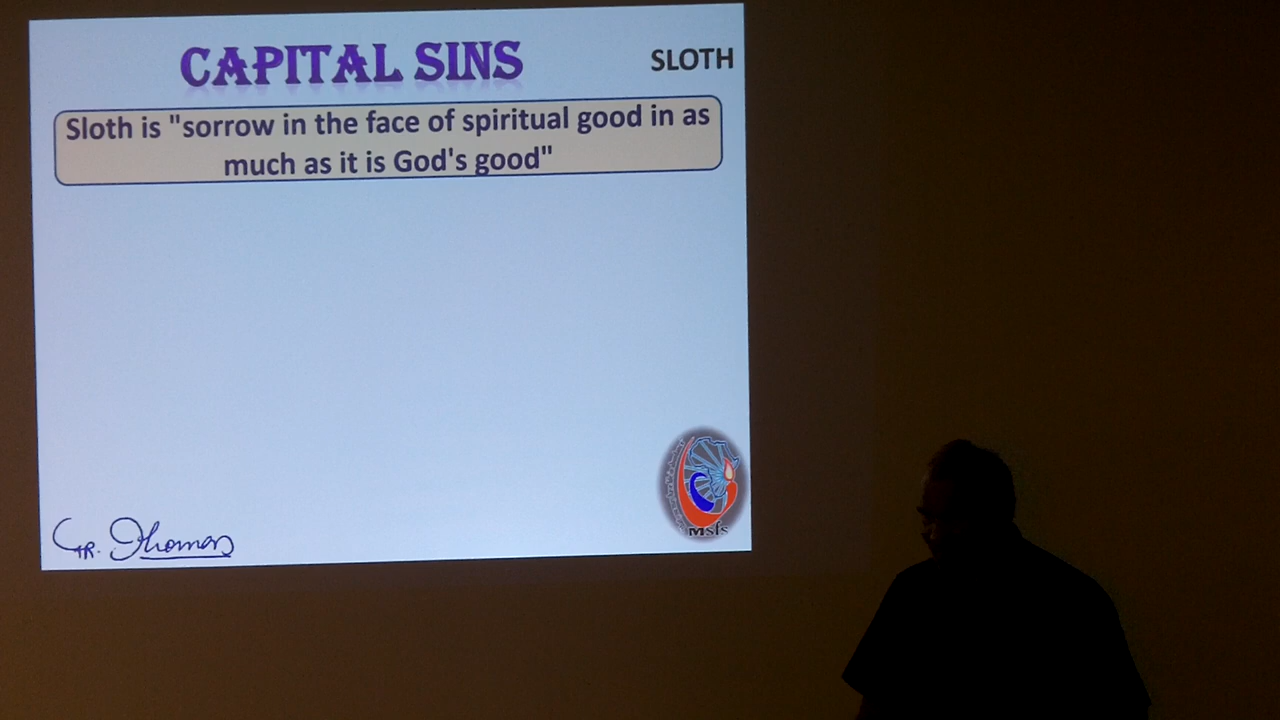 CAPITAL SINS
SLOTH
Sloth is "sorrow in the face of spiritual good in as
much as it is God's good"
Thomas
Msfs